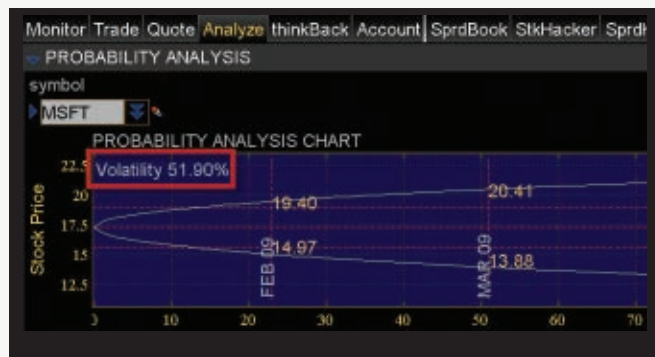 Monitor Trade Quote Analyze thinkBack Account SprdBook StkHacker
PROBABILITY ANALYSIS
symbol
MSFT
PROBABILITY ANALYSIS CHART
Volatility 51.90%
Stock Price
22.5
20
17.5
15
12.5
19.40
14.97
FEB 09
20.41
13.88
MAR 09
10 20 30 40 50 60 70